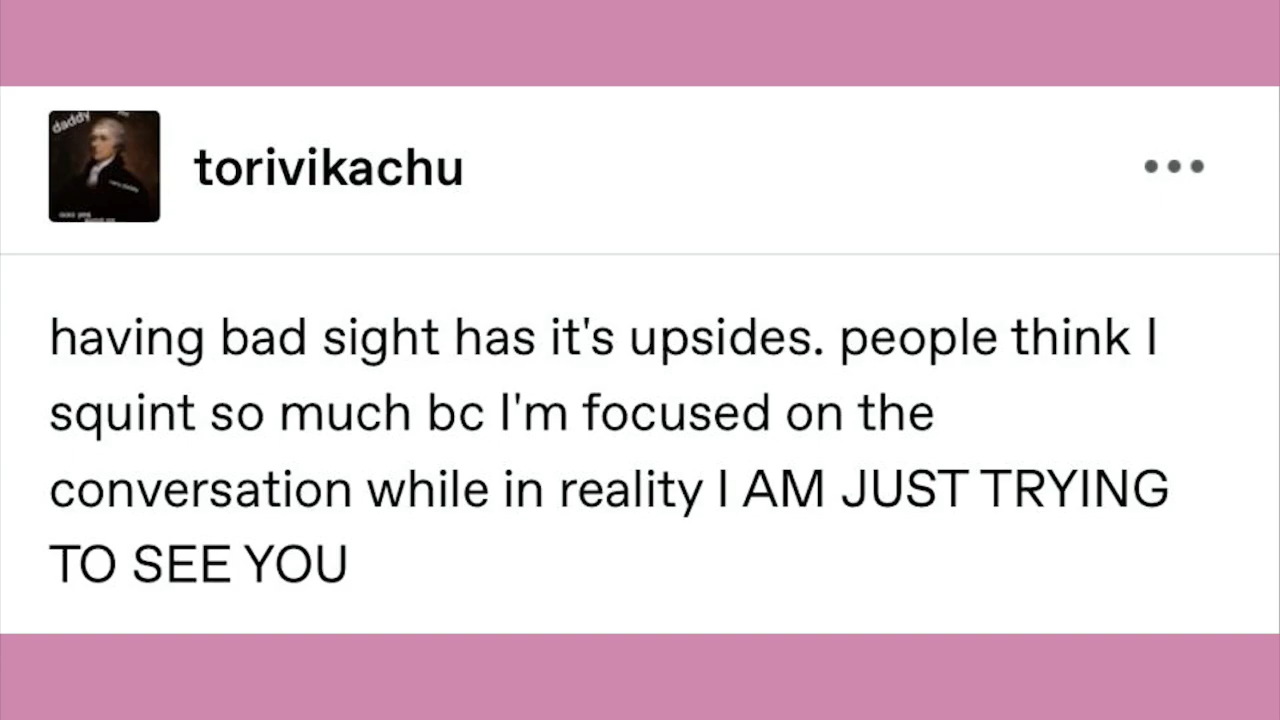 daddy
torivikachu
having bad sight has it's upsides. people think I
squint so much bc I'm focused on the
conversation while in reality I AM JUST TRYING
TO SEE YOU